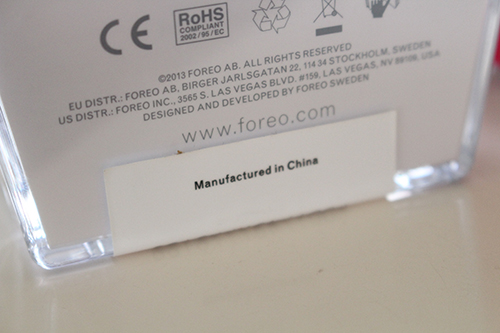 CE RoHS
COMPLIANT
2002 / 95 / EC
©2013 FOREO AB. ALL RIGHTS RESERVED
EU DISTR.: FOREO AB, BIRGER JARLSGATAN 22, 114 34 STOCKHOLM, SWEDEN
US DISTR.: FOREO INC., 3565 S. LAS VEGAS BLVD. #159, LAS VEGAS, NV 89109, USA
DESIGNED AND DEVELOPED BY FOREO SWEDEN
www.foreo.com
Manufactured in China